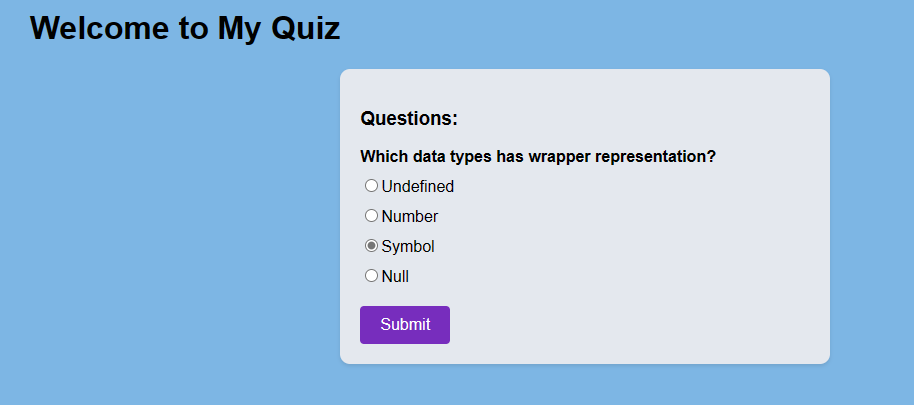 Welcome to My Quiz
Questions:
Which data types has wrapper representation?
Undefined
Number
Symbol
Null
Submit